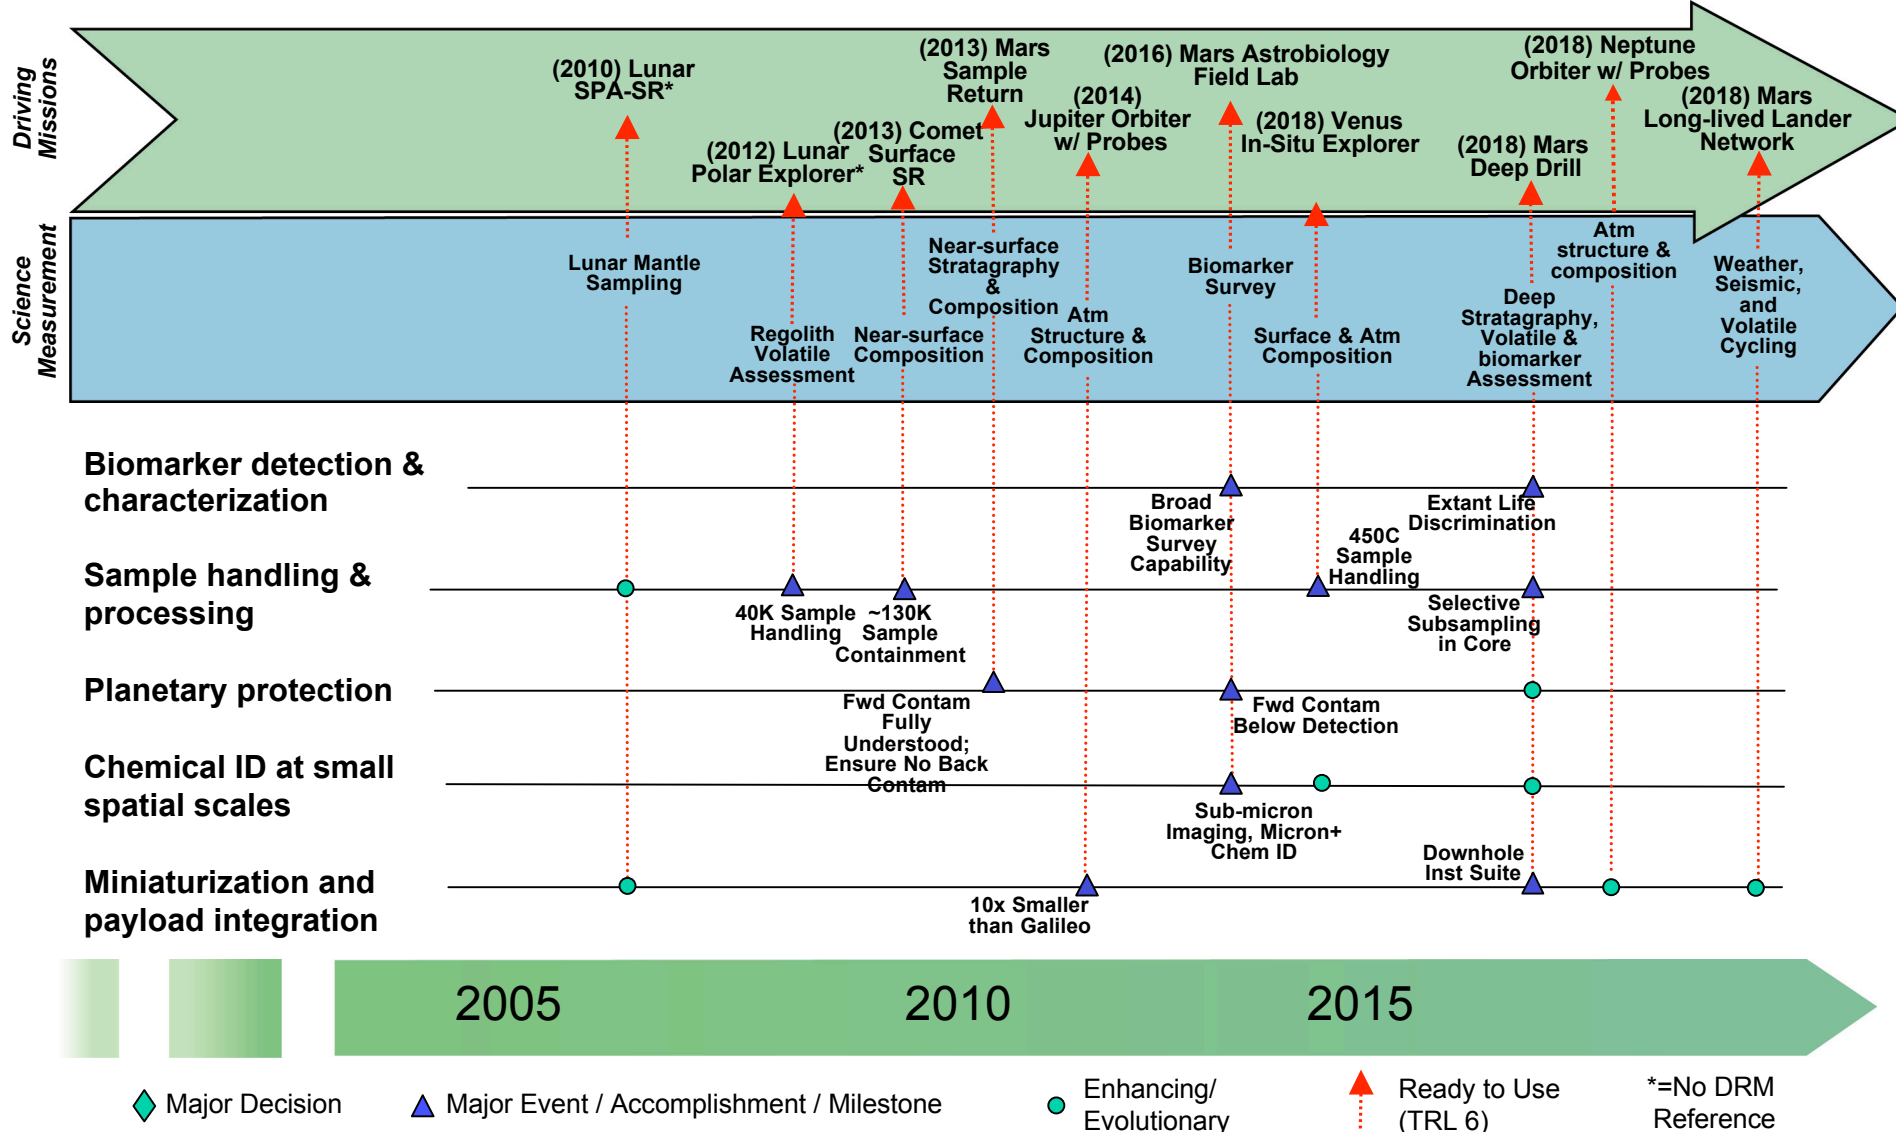 Driving
Missions
(2010) Lunar
SPA-SR*
(2012) Lunar
Polar Explorer*
(2013) Comet
Surface
SR
(2013) Mars
Sample
Return
(2014)
Jupiter Orbiter
w/ Probes
(2016) Mars Astrobiology
Field Lab
(2018) Venus
In-Situ Explorer
(2018) Mars
Deep Drill
(2018) Neptune
Orbiter w/ Probes
(2018) Mars
Long-lived Lander
Network
Science
Measurement
Lunar Mantle
Sampling
Regolith
Volatile
Assessment
Near-surface
Composition
Near-surface
Stratagraphy
&
Composition
Atm
Structure &
Composition
Biomarker
Survey
Surface & Atm
Composition
Deep
Stratagraphy,
Volatile &
biomarker
Assessment
Atm
structure &
composition
Weather,
Seismic,
and
Volatile
Cycling
Biomarker detection &
characterization
Broad
Biomarker
Survey
Capability
Extant Life
Discrimination
Sample handling &
processing
40K Sample
Handling
~130K
Sample
Containment
450C
Sample
Handling
Selective
Subsampling
in Core
Planetary protection
Fwd Contam
Fully
Understood;
Ensure No Back
Contam
Fwd Contam
Below Detection
Chemical ID at small
spatial scales
Sub-micron
Imaging, Micron+
Chem ID
Miniaturization and
payload integration
10x Smaller
than Galileo
Downhole
Inst Suite
2005
2010
2015
Major Decision
Major Event / Accomplishment / Milestone
Enhancing/
Evolutionary
Ready to Use
(TRL 6)
*=No DRM
Reference